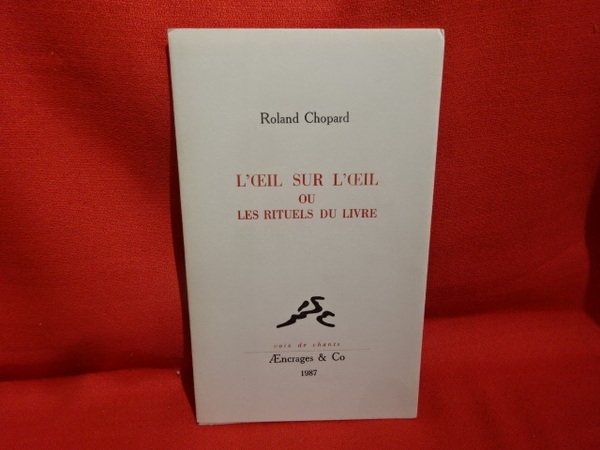 Roland Chopard
L'ŒIL SUR L'ŒIL
OU
LES RITUELS DU LIVRE
voix de chants
Æncrages & Co
1987